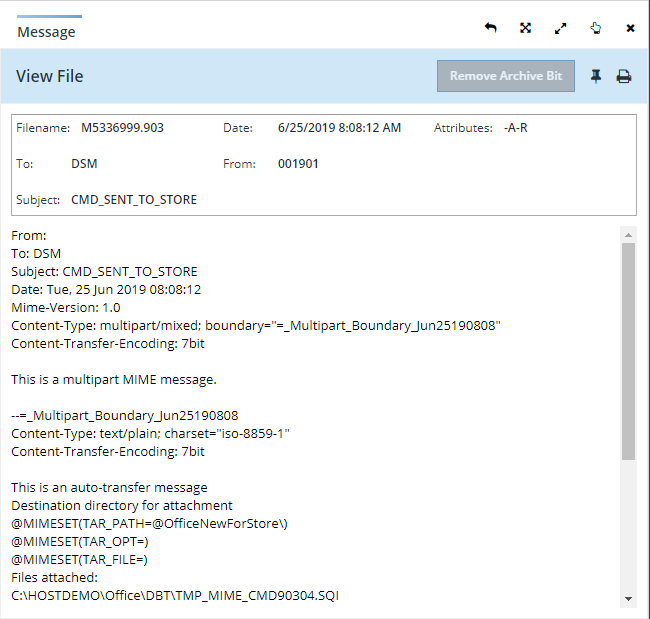 Message
View File
Remove Archive Bit
Filename: M5336999.903 Date: 6/25/2019 8:08:12 AM Attributes: -A-R
To: DSM From: 001901
Subject: CMD_SENT_TO_STORE
From:
To: DSM
Subject: CMD_SENT_TO_STORE
Date: Tue, 25 Jun 2019 08:08:12
Mime-Version: 1.0
Content-Type: multipart/mixed; boundary="=_Multipart_Boundary_Jun25190808"
Content-Transfer-Encoding: 7bit
This is a multipart MIME message.
--=_Multipart_Boundary_Jun25190808
Content-Type: text/plain; charset="iso-8859-1"
Content-Transfer-Encoding: 7bit
This is an auto-transfer message
Destination directory for attachment
@MIMESET(TAR_PATH=@OfficeNewForStore\)
@MIMESET(TAR_OPT=)
@MIMESET(TAR_FILE=)
Files attached:
C:\HOSTDEMO\Office\DBT\TMP_MIME_CMD90304.SQI